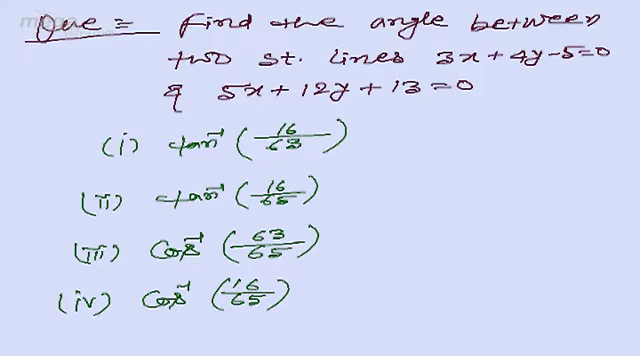 Que = Find the angle between
two st. lines 3x + 4y - 5 = 0
& 5x + 12y + 13 = 0
(i) tan⁻¹ (16/63)
(ii) tan⁻¹ (16/65)
(iii) cos⁻¹ (63/65)
(iv) cos⁻¹ (16/65)